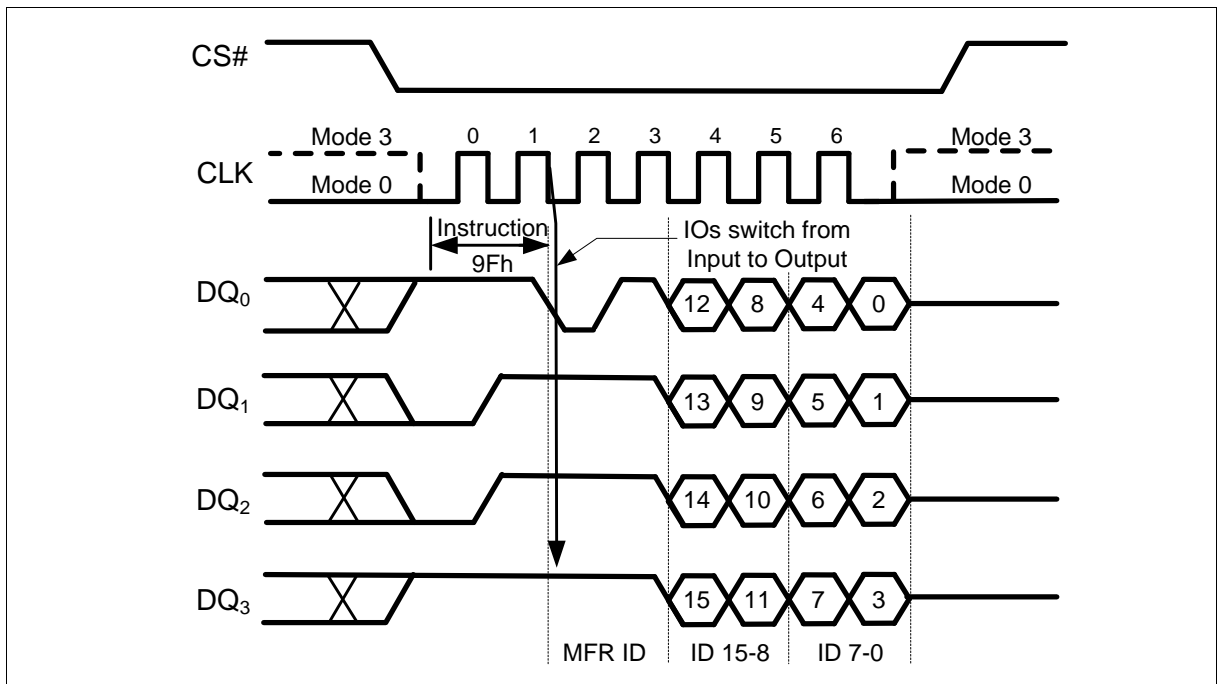 CS#
Mode 3 0 1 2 3 4 5 6 Mode 3
CLK
Mode 0 Mode 0
Instruction
9Fh
IOs switch from
Input to Output
DQ0 12 8 4 0
DQ1 13 9 5 1
DQ2 14 10 6 2
DQ3 15 11 7 3
MFR ID ID 15-8 ID 7-0